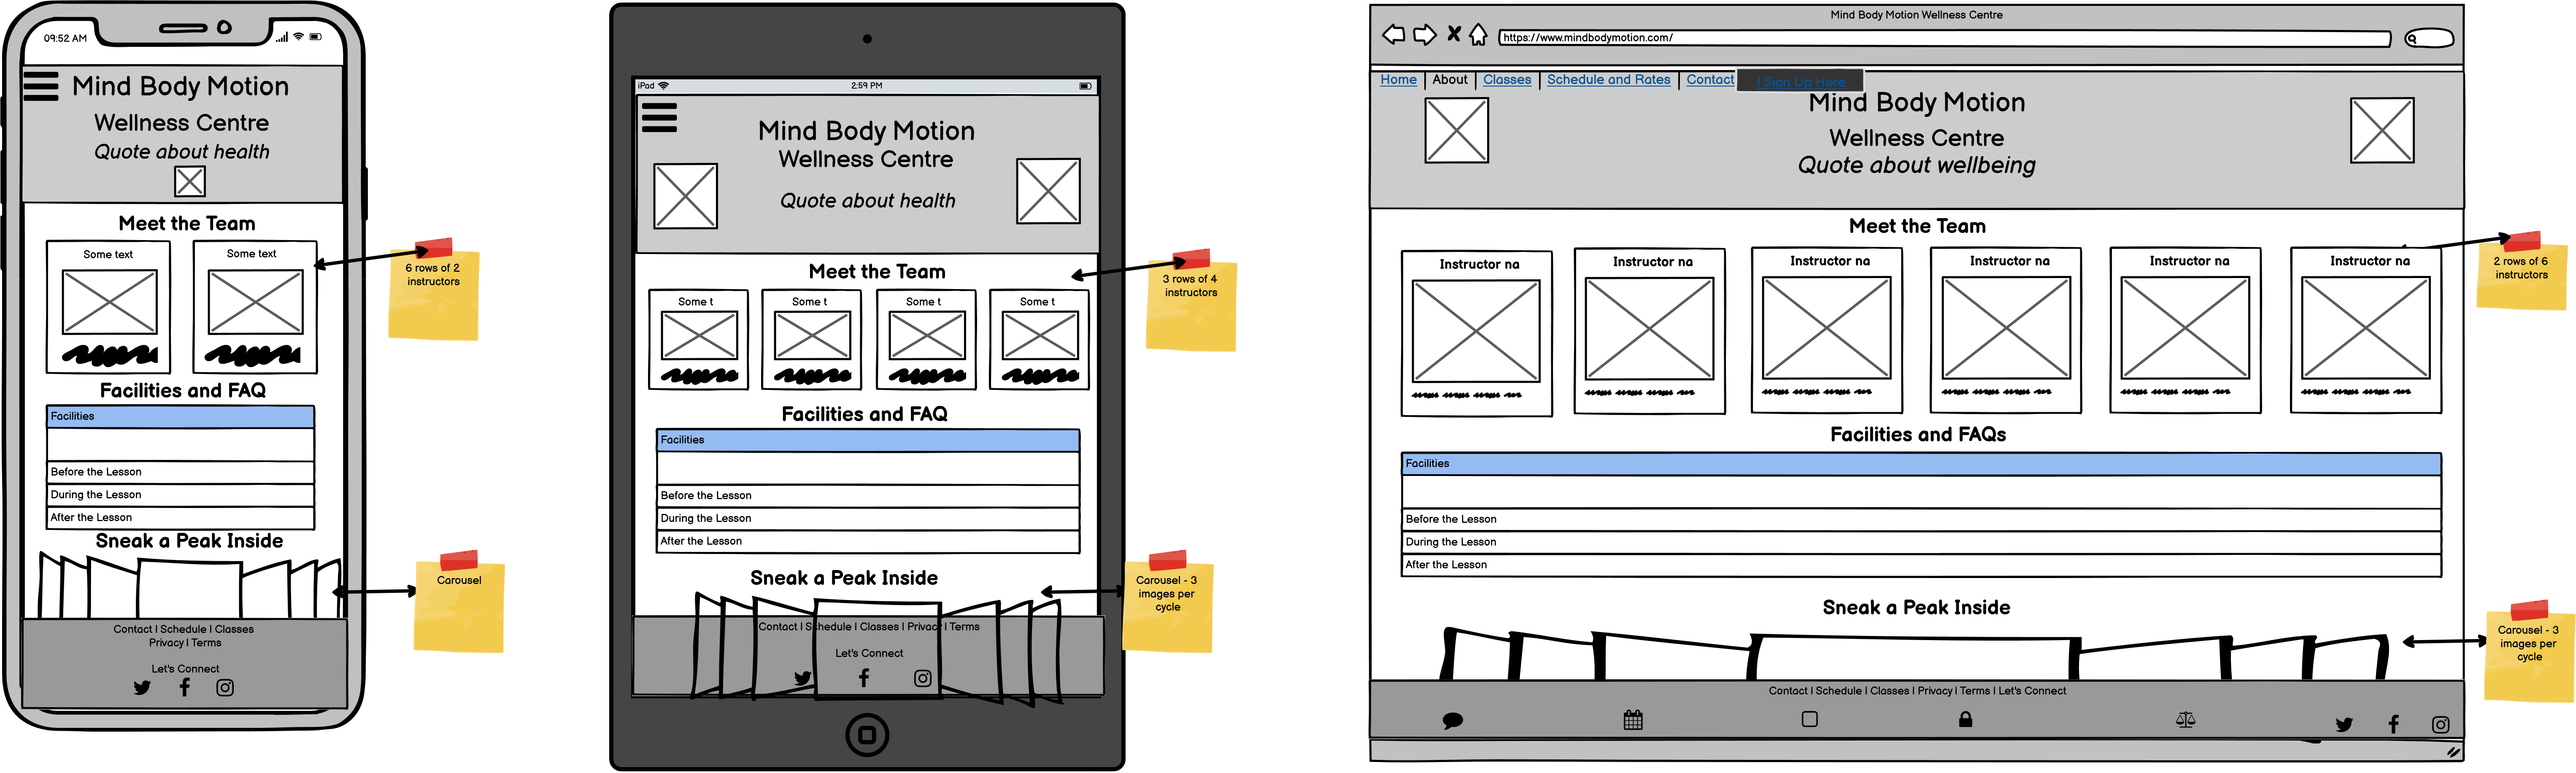 09:52 AM
Mind Body Motion
Wellness Centre
Quote about health
Meet the Team
Some text
Some text
6 rows of 2
instructors
Facilities and FAQ
Facilities
Before the Lesson
During the Lesson
After the Lesson
Sneak a Peak Inside
Carousel
Contact | Schedule | Classes
Privacy | Terms
Let's Connect
iPad
2:59 PM
Mind Body Motion
Wellness Centre
Quote about health
Meet the Team
Some t
Some t
Some t
Some t
3 rows of 4
instructors
Facilities and FAQ
Facilities
Before the Lesson
During the Lesson
After the Lesson
Sneak a Peak Inside
Carousel - 3
images per
cycle
Contact | Schedule | Classes | Privacy | Terms
Let's Connect
Mind Body Motion Wellness Centre
https://www.mindbodymotion.com/
Home | About | Classes | Schedule and Rates | Contact
| Sign Up Here
Mind Body Motion
Wellness Centre
Quote about wellbeing
Meet the Team
Instructor na
Instructor na
Instructor na
Instructor na
Instructor na
Instructor na
2 rows of 6
instructors
Facilities and FAQs
Facilities
Before the Lesson
During the Lesson
After the Lesson
Sneak a Peak Inside
Carousel - 3
images per
cycle
Contact | Schedule | Classes | Privacy | Terms | Let's Connect